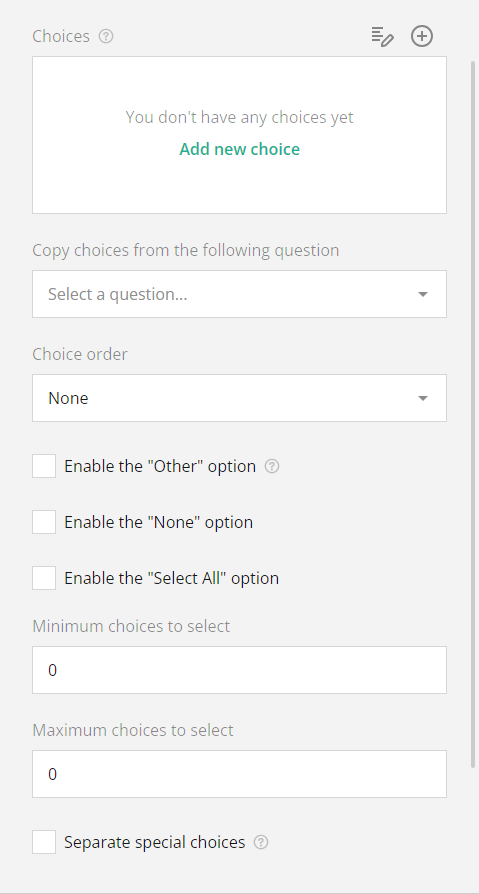 Choices
You don't have any choices yet
Add new choice
Copy choices from the following question
Select a question...
Choice order
None
Enable the "Other" option
Enable the "None" option
Enable the "Select All" option
Minimum choices to select
0
Maximum choices to select
0
Separate special choices